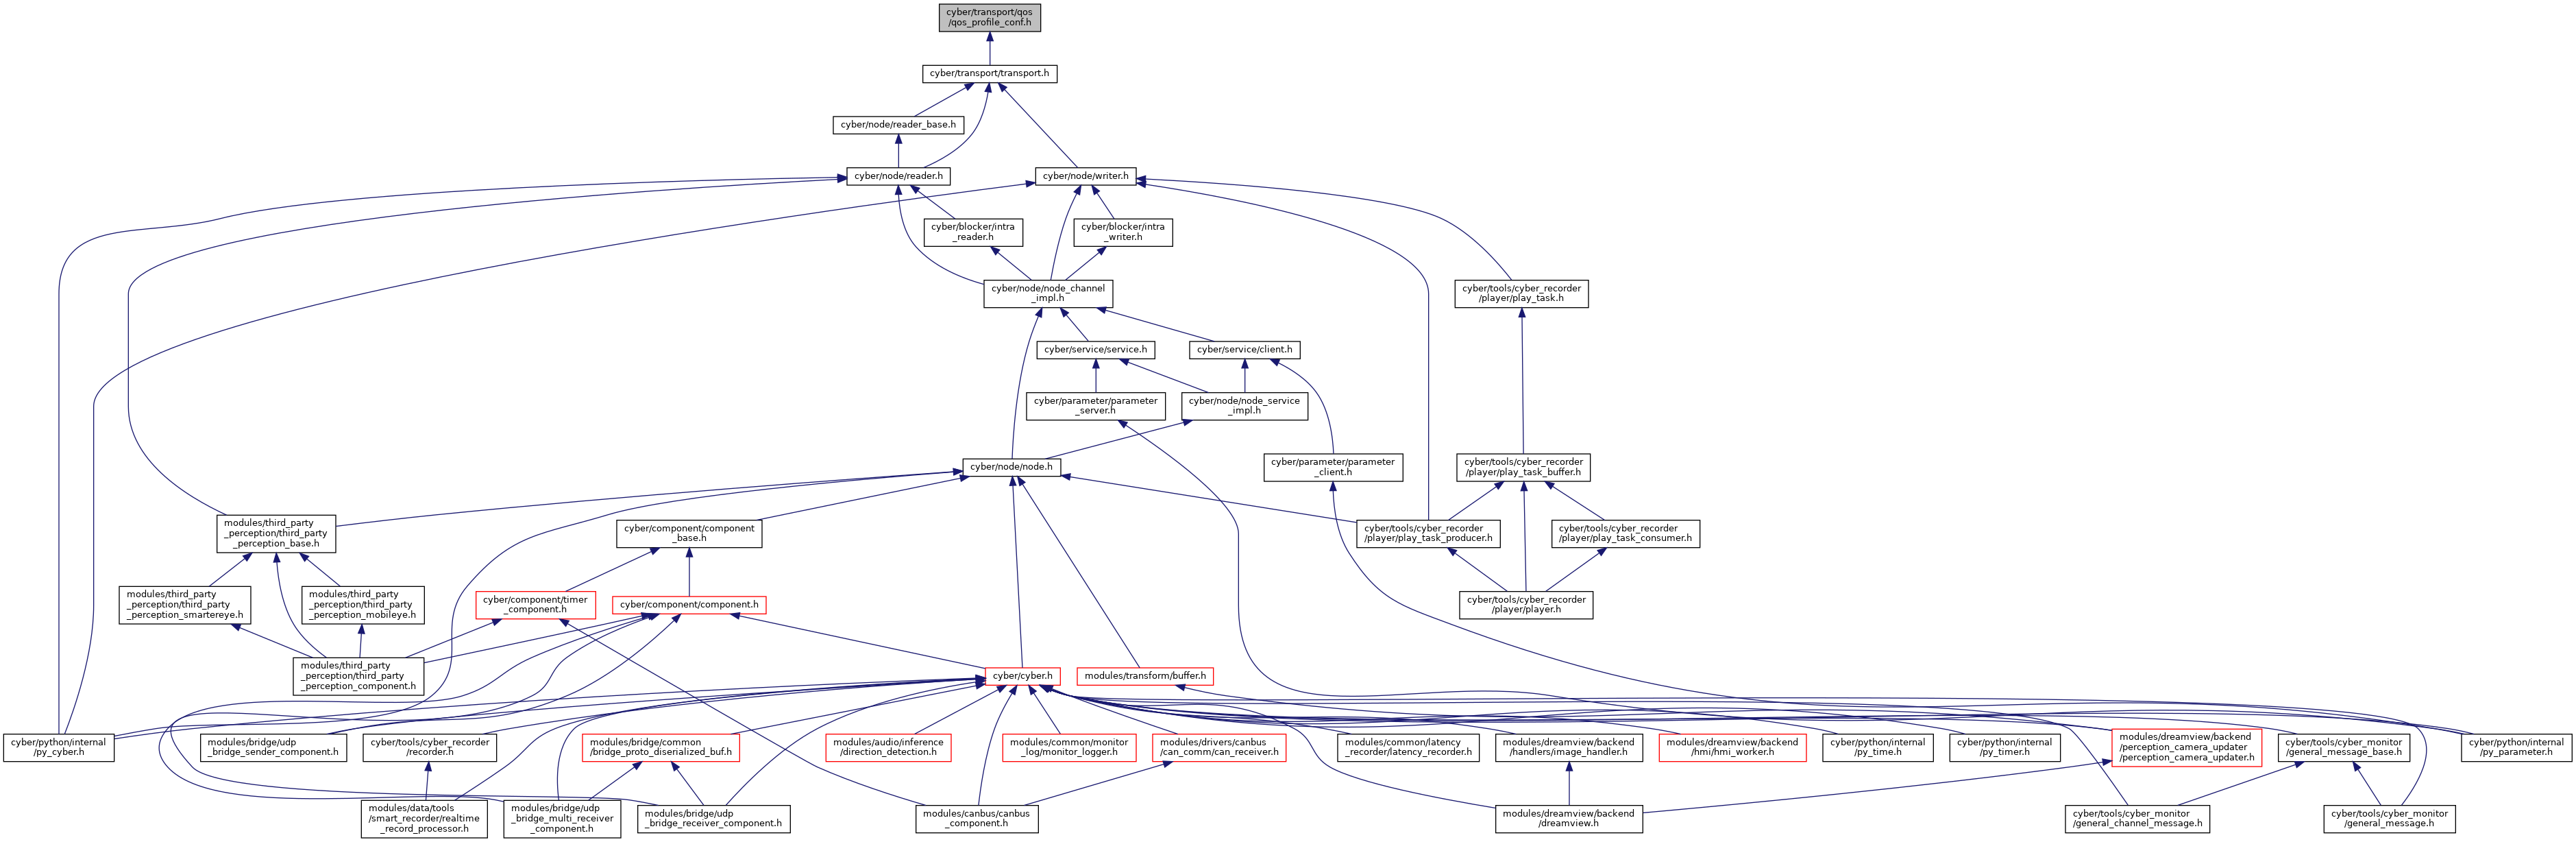 cyber/transport/qos
/qos_profile_conf.h
cyber/transport/transport.h
cyber/node/reader_base.h
cyber/node/reader.h
cyber/node/writer.h
cyber/blocker/intra
_reader.h
cyber/blocker/intra
_writer.h
cyber/node/node_channel
_impl.h
cyber/tools/cyber_recorder
/player/play_task.h
cyber/service/service.h
cyber/service/client.h
cyber/parameter/parameter
_server.h
cyber/node/node_service
_impl.h
cyber/node/node.h
cyber/parameter/parameter
_client.h
cyber/tools/cyber_recorder
/player/play_task_buffer.h
modules/third_party
_perception/third_party
_perception_base.h
cyber/component/component
_base.h
cyber/tools/cyber_recorder
/player/play_task_producer.h
cyber/tools/cyber_recorder
/player/play_task_consumer.h
modules/third_party
_perception/third_party
_perception_smartereye.h
modules/third_party
_perception/third_party
_perception_mobileye.h
cyber/component/timer
_component.h
cyber/component/component.h
cyber/tools/cyber_recorder
/player/player.h
modules/third_party
_perception/third_party
_perception_component.h
cyber/cyber.h
modules/transform/buffer.h
cyber/python/internal
/py_cyber.h
modules/bridge/udp
_bridge_sender_component.h
cyber/tools/cyber_recorder
/recorder.h
modules/bridge/common
/bridge_proto_diserialized_buf.h
modules/audio/inference
/direction_detection.h
modules/common/monitor
_log/monitor_logger.h
modules/drivers/canbus
/can_comm/can_receiver.h
modules/common/latency
_recorder/latency_recorder.h
modules/dreamview/backend
/handlers/image_handler.h
modules/dreamview/backend
/hmi/hmi_worker.h
cyber/python/internal
/py_time.h
cyber/python/internal
/py_timer.h
modules/dreamview/backend
/perception_camera_updater
/perception_camera_updater.h
cyber/tools/cyber_monitor
/general_message_base.h
cyber/python/internal
/py_parameter.h
modules/data/tools
/smart_recorder/realtime
_record_processor.h
modules/bridge/udp
_bridge_multi_receiver
_component.h
modules/bridge/udp
_bridge_receiver_component.h
modules/canbus/canbus
_component.h
modules/dreamview/backend
/dreamview.h
cyber/tools/cyber_monitor
/general_channel_message.h
cyber/tools/cyber_monitor
/general_message.h